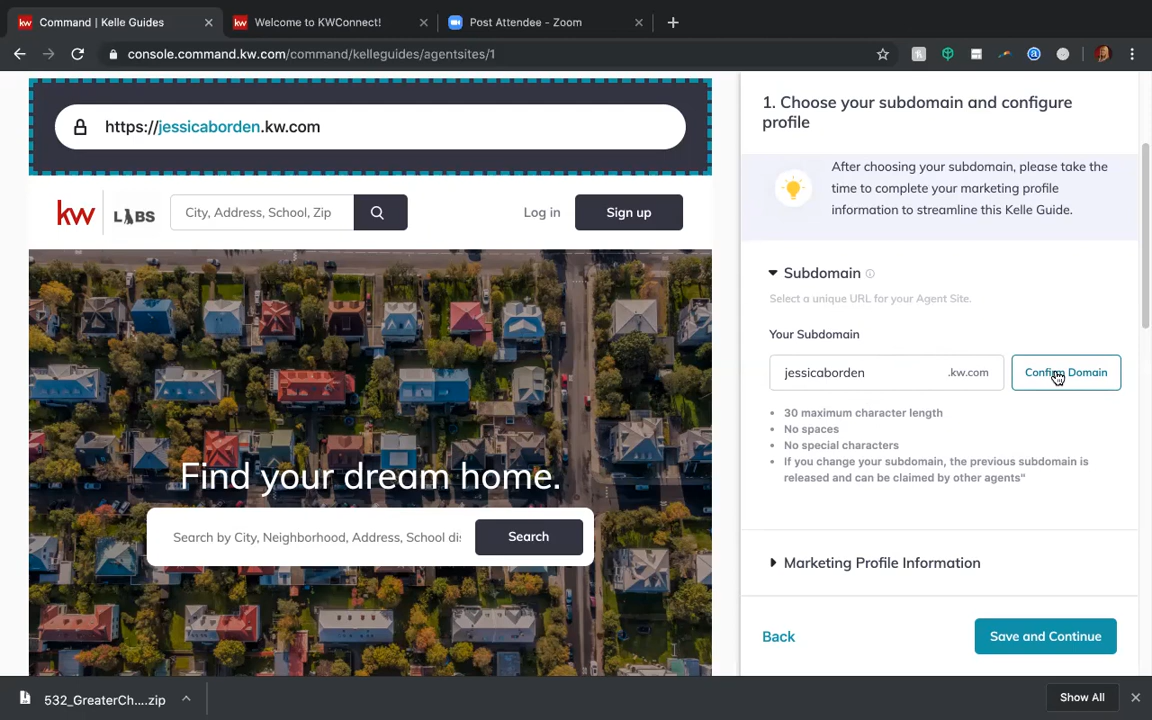 Command | Kelle Guides
Welcome to KWConnect!
Post Attendee - Zoom
console.command.kw.com/command/kelleguides/agentsites/1
https://jessicaborden.kw.com
kw LABS
City, Address, School, Zip
Log in
Sign up
Find your dream home.
Search by City, Neighborhood, Address, School dis
Search
1. Choose your subdomain and configure
profile
After choosing your subdomain, please take the
time to complete your marketing profile
information to streamline this Kelle Guide.
Subdomain
Select a unique URL for your Agent Site.
Your Subdomain
jessicaborden .kw.com
Confirm Domain
• 30 maximum character length
• No spaces
• No special characters
• If you change your subdomain, the previous subdomain is
released and can be claimed by other agents"
Marketing Profile Information
Back
Save and Continue
532_GreaterCh....zip
Show All